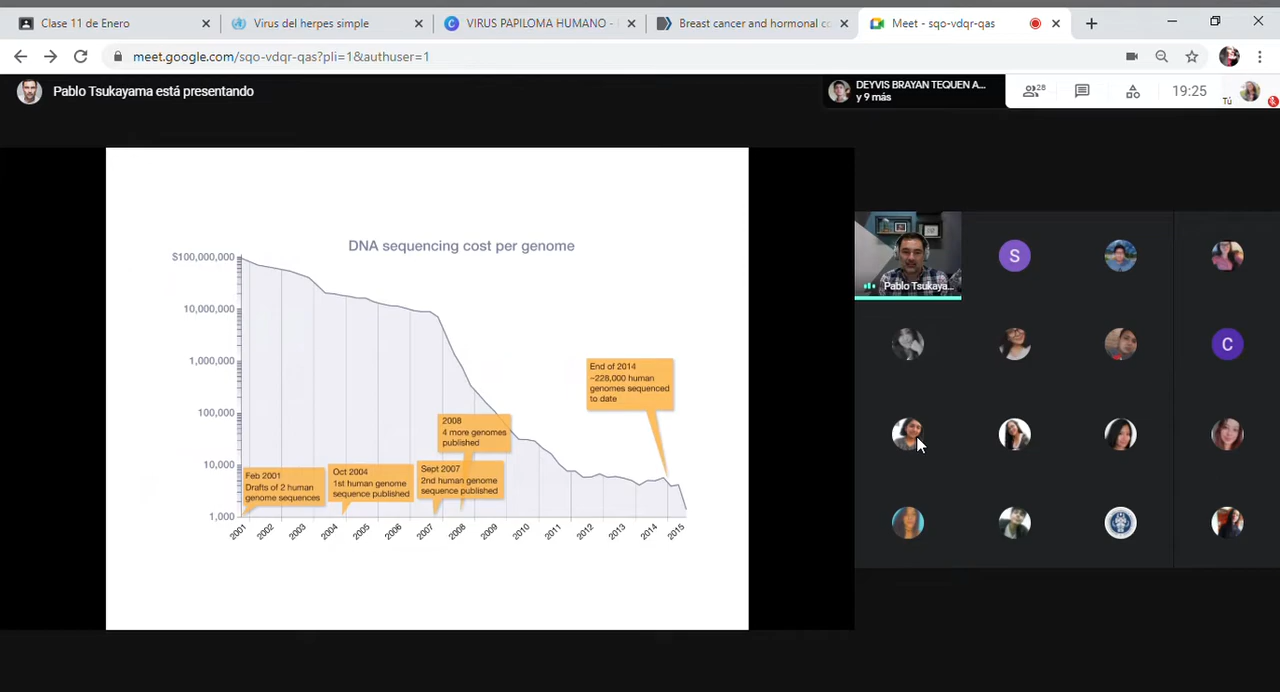 Clase 11 de Enero
Virus del herpes simple
VIRUS PAPILOMA HUMANO -
Breast cancer and hormonal co
Meet - sqo-vdqr-qas
meet.google.com/sqo-vdqr-qas?pli=1&authuser=1
Pablo Tsukayama está presentando
DEYVIS BRAYAN TEQUEN A...
y 9 más
28
19:25
Tú
DNA sequencing cost per genome
$100,000,000
10,000,000
1,000,000
100,000
10,000
1,000
End of 2014
~228,000 human
genomes sequenced
to date
2008
4 more genomes
published
Feb 2001
Drafts of 2 human
genome sequences
Oct 2004
1st human genome
sequence published
Sept 2007
2nd human genome
sequence published
2001
2002
2003
2004
2005
2006
2007
2008
2009
2010
2011
2012
2013
2014
2015
Pablo Tsukaya...
S
C